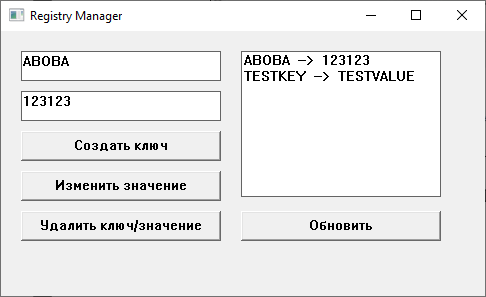 Registry Manager
ABOBA
123123
Создать ключ
Изменить значение
Удалить ключ/значение
ABOBA -> 123123
TESTKEY -> TESTVALUE
Обновить